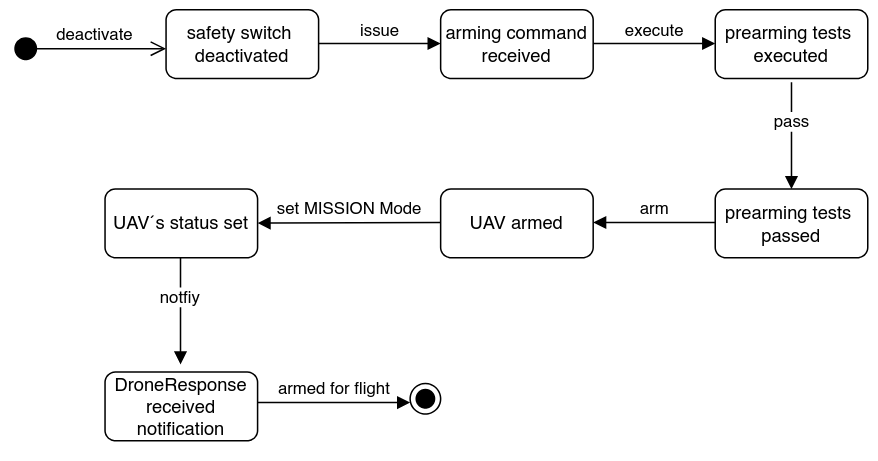 deactivate
safety switch
deactivated
issue
arming command
received
execute
prearming tests
executed
pass
prearming tests
passed
arm
UAV armed
set MISSION Mode
UAV´s status set
notfiy
DroneResponse
received
notification
armed for flight